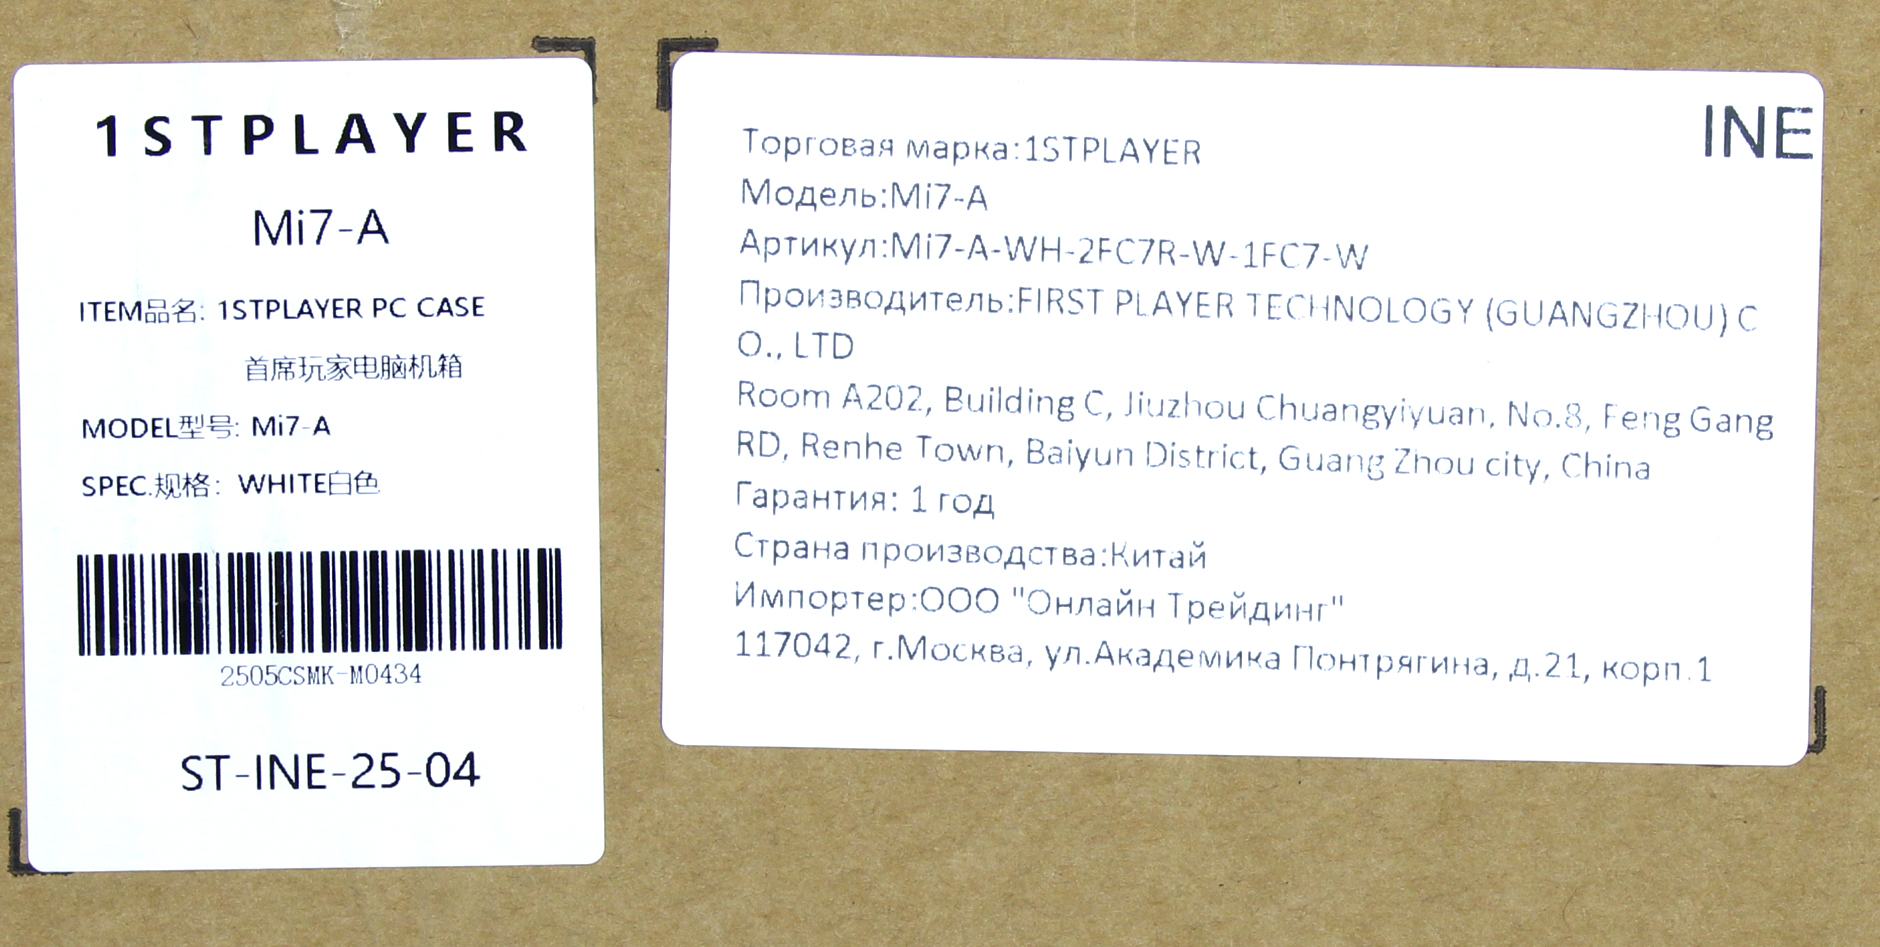 1STPLAYER
Mi7-A
ITEM品名: 1STPLAYER PC CASE
首席玩家电脑机箱
MODEL型号: Mi7-A
SPEC.规格: WHITE白色
2505CSMK-M0434
ST-INE-25-04
INE
Торговая марка:1STPLAYER
Модель:Mi7-A
Артикул:Mi7-A-WH-2FC7R-W-1FC7-W
Производитель:FIRST PLAYER TECHNOLOGY (GUANGZHOU) C
O., LTD
Room A202, Building C, Jiuzhou Chuangyiyuan, No.8, Feng Gang
RD, Renhe Town, Baiyun District, Guang Zhou city, China
Гарантия: 1 год
Страна производства:Китай
Импортер:ООО "Онлайн Трейдинг"
117042, г.Москва, ул.Академика Понтрягина, д.21, корп.1